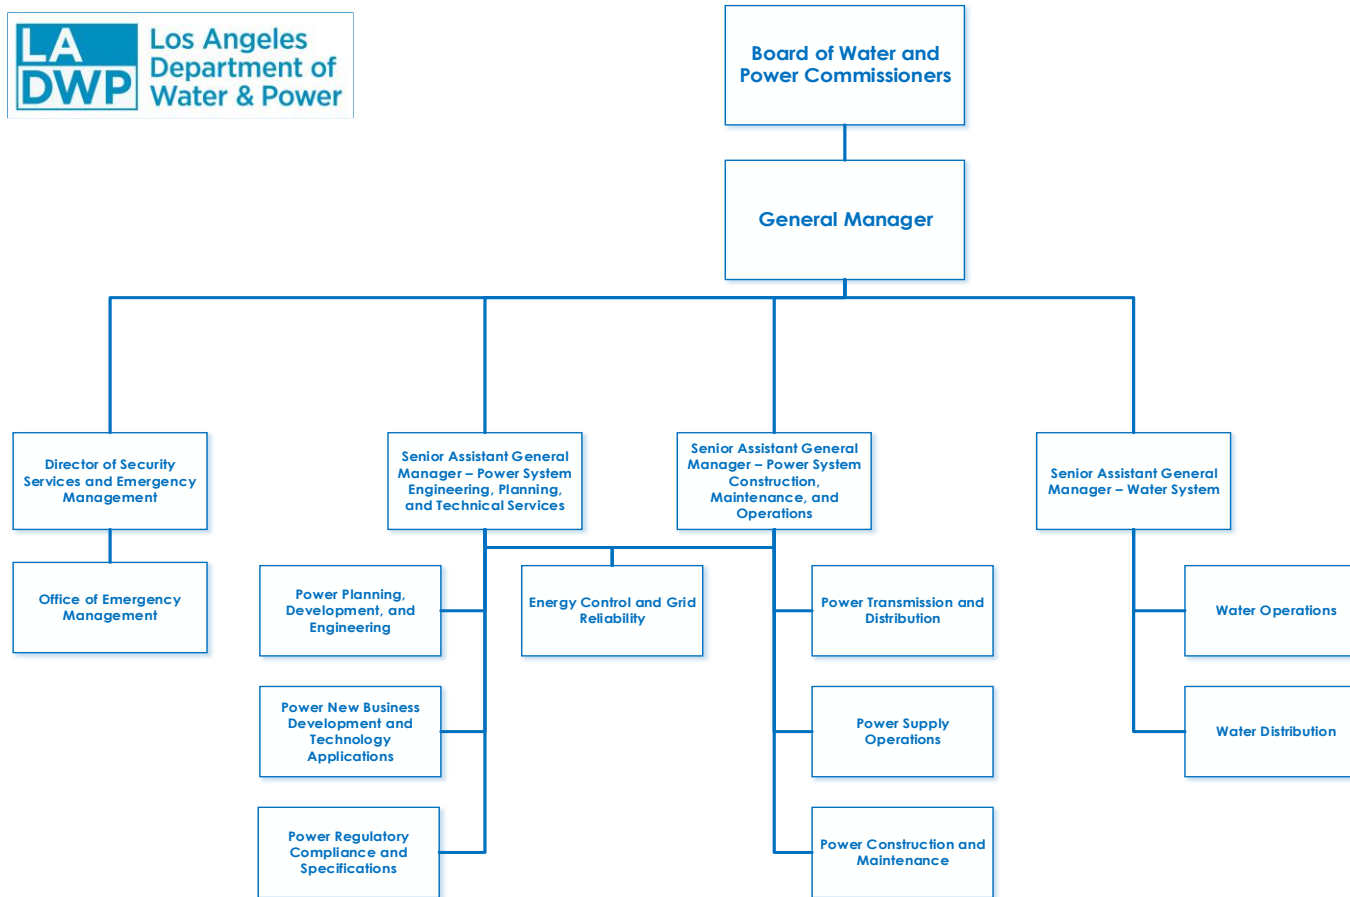 LA
DWP
Los Angeles
Department of
Water & Power
Board of Water and
Power Commissioners
General Manager
Director of Security
Services and Emergency
Management
Senior Assistant General
Manager – Power System
Engineering, Planning,
and Technical Services
Senior Assistant General
Manager – Power System
Construction,
Maintenance, and
Operations
Senior Assistant General
Manager – Water System
Office of Emergency
Management
Power Planning,
Development, and
Engineering
Energy Control and Grid
Reliability
Power Transmission and
Distribution
Water Operations
Power New Business
Development and
Technology
Applications
Power Supply
Operations
Water Distribution
Power Regulatory
Compliance and
Specifications
Power Construction and
Maintenance